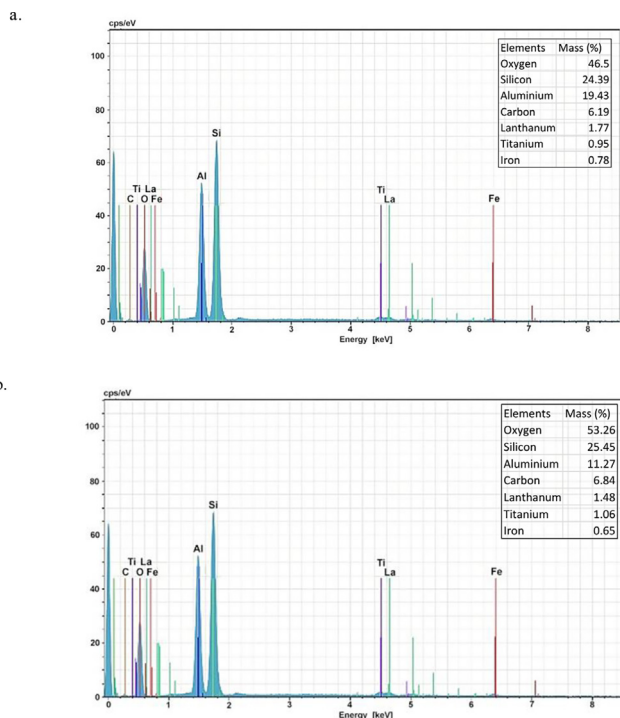 a.
cps/eV
100
80
60
40
20
0
Elements Mass (%)
Oxygen 46.5
Silicon 24.39
Aluminium 19.43
Carbon 6.19
Lanthanum 1.77
Titanium 0.95
Iron 0.78
Si
Al
Ti La
C O Fe
Ti
La
Fe
0 1 2 3 4 5 6 7 8
Energy [keV]
b.
cps/eV
100
80
60
40
20
0
Elements Mass (%)
Oxygen 53.26
Silicon 25.45
Aluminium 11.27
Carbon 6.84
Lanthanum 1.48
Titanium 1.06
Iron 0.65
Si
Al
Ti La
C O Fe
Ti
La
Fe
0 1 2 3 4 5 6 7 8
Energy [keV]